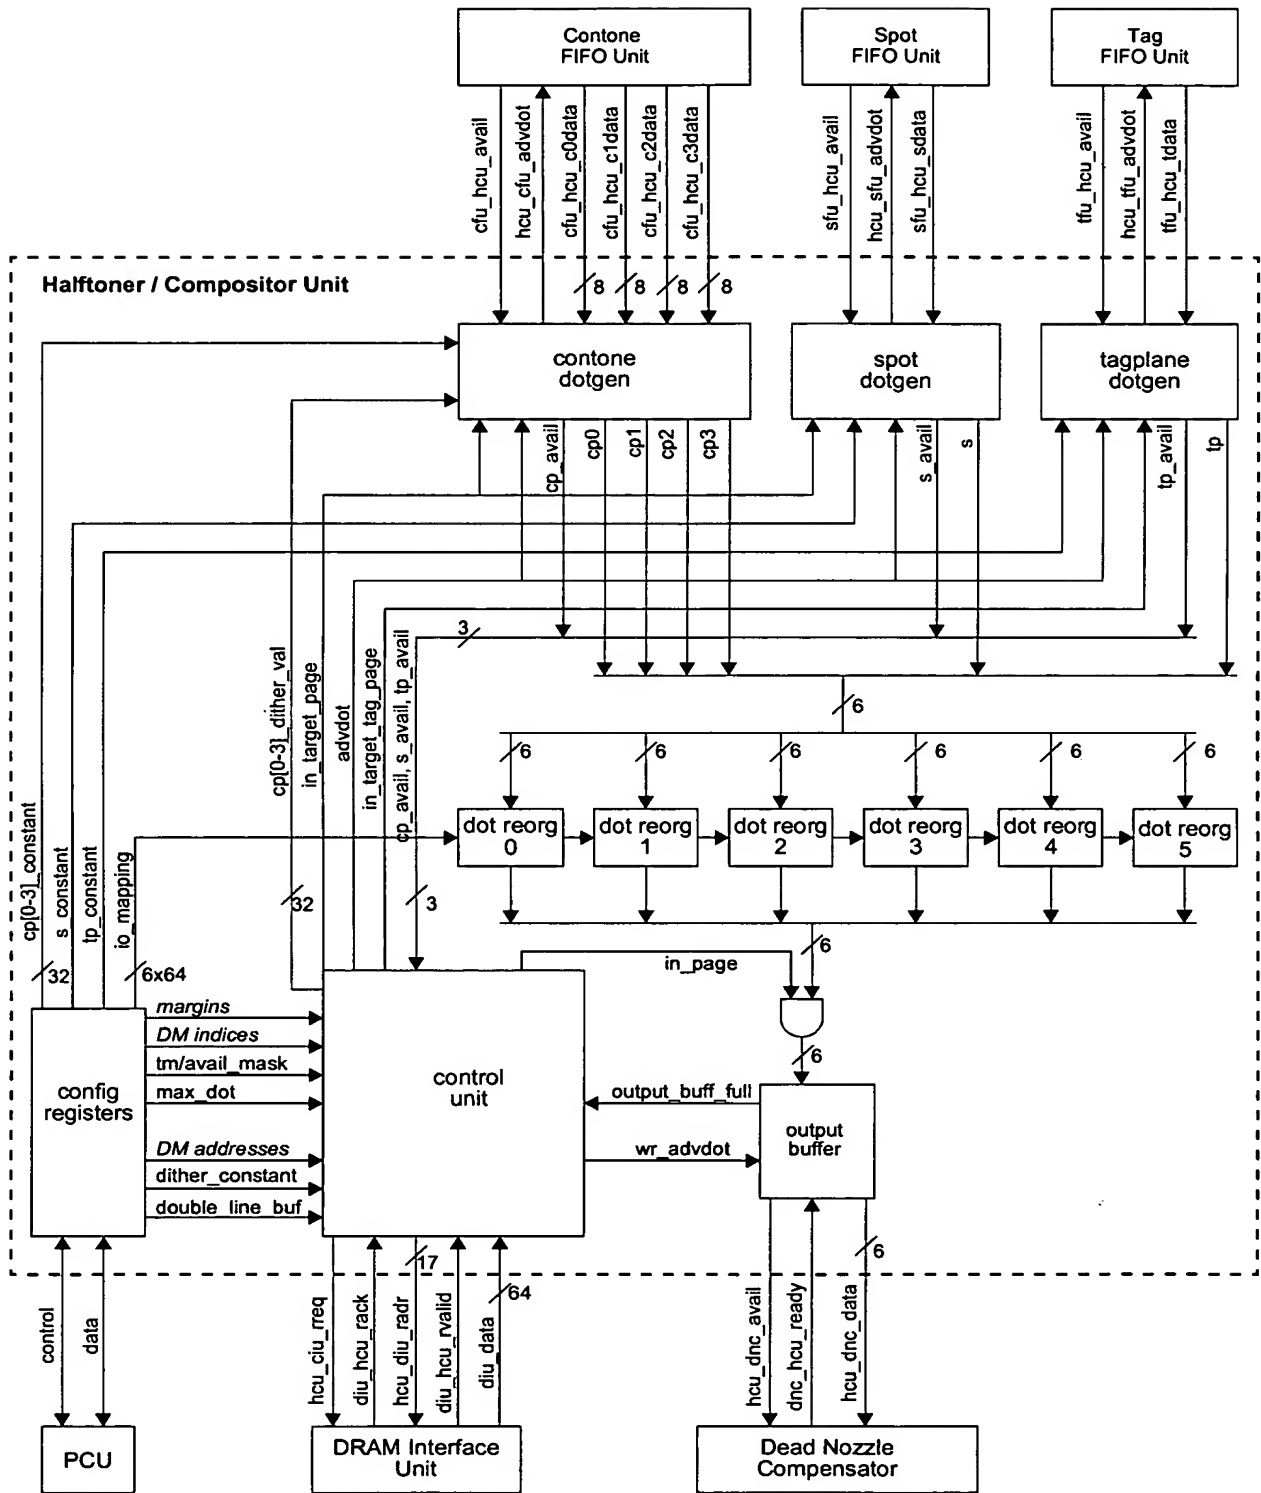 Contone
FIFO Unit
Spot
FIFO Unit
Tag
FIFO Unit
cfu_hcu_avail
hcu_cfu_advdot
cfu_hcu_c0data
cfu_hcu_c1data
cfu_hcu_c2data
cfu_hcu_c3data
sfu_hcu_avail
hcu_sfu_advdot
sfu_hcu_sdata
tfu_hcu_avail
hcu_tfu_advdot
tfu_hcu_tdata
Halftoner / Compositor Unit
8
8
8
8
contone
dotgen
spot
dotgen
tagplane
dotgen
cp_avail
cp0
cp1
cp2
cp3
s_avail
s
tp_avail
tp
3
cp[0-3]_dither_val
in_target_page
advdot
in_target_tag_page
cp_avail, s_avail, tp_avail
6
6
6
6
6
6
6
dot reorg
0
dot reorg
1
dot reorg
2
dot reorg
3
dot reorg
4
dot reorg
5
cp[0-3]_constant
s_constant
tp_constant
io_mapping
32
3
6
32
6x64
in_page
6
config
registers
margins
DM indices
tm/avail_mask
max_dot
DM addresses
dither_constant
double_line_buf
control
unit
output_buff_full
wr_advdot
output
buffer
17
64
6
control
data
hcu_ciu_rreq
diu_hcu_rack
hcu_diu_radr
diu_hcu_rvalid
diu_data
hcu_dnc_avail
dnc_hcu_ready
hcu_dnc_data
PCU
DRAM Interface
Unit
Dead Nozzle
Compensator